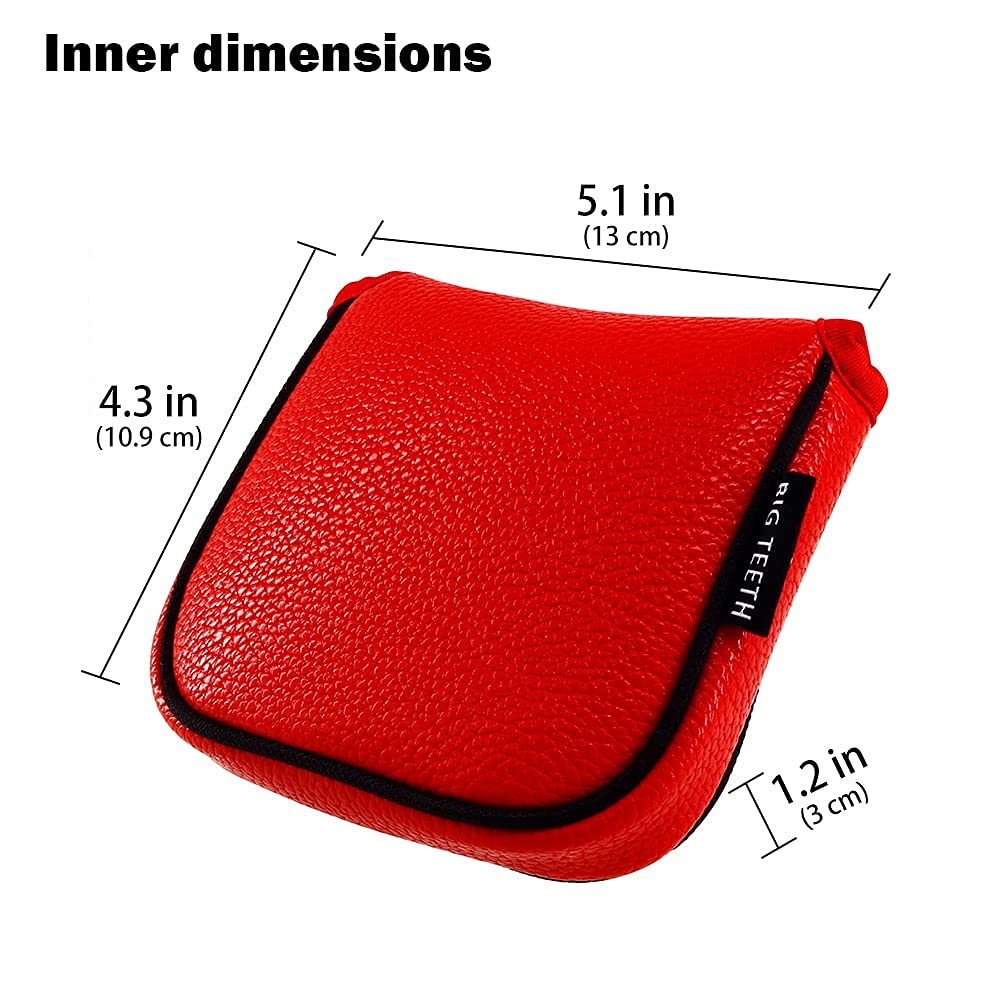 Inner dimensions
5.1 in
(13 cm)
4.3 in
(10.9 cm)
BIG TEETH
1.2 in
(3 cm)